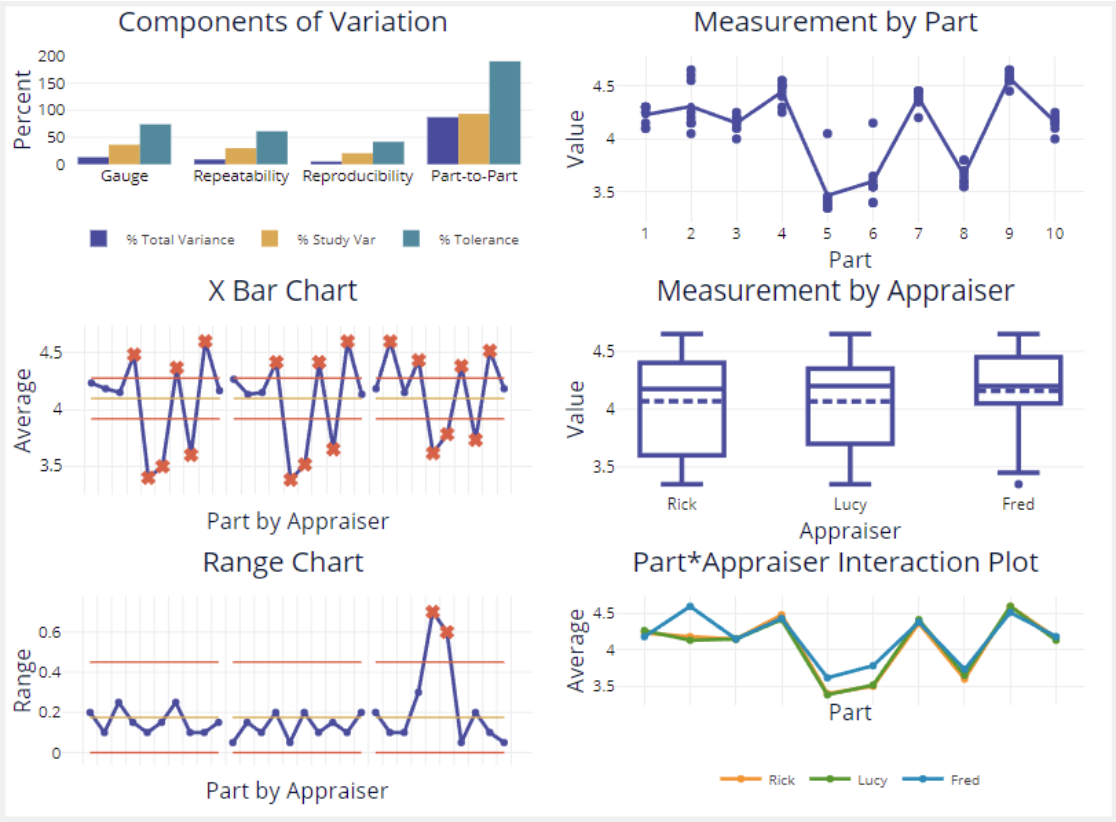 Components of Variation
Percent
200
150
100
50
0
Gauge Repeatability Reproducibility Part-to-Part
% Total Variance % Study Var % Tolerance
Measurement by Part
Value
4.5
4
3.5
1 2 3 4 5 6 7 8 9 10
Part
X Bar Chart
Average
4.5
4
3.5
Part by Appraiser
Measurement by Appraiser
Value
4.5
4
3.5
Rick Lucy Fred
Appraiser
Range Chart
Range
0.6
0.4
0.2
0
Part by Appraiser
Part*Appraiser Interaction Plot
Average
4.5
4
3.5
Part
Rick Lucy Fred